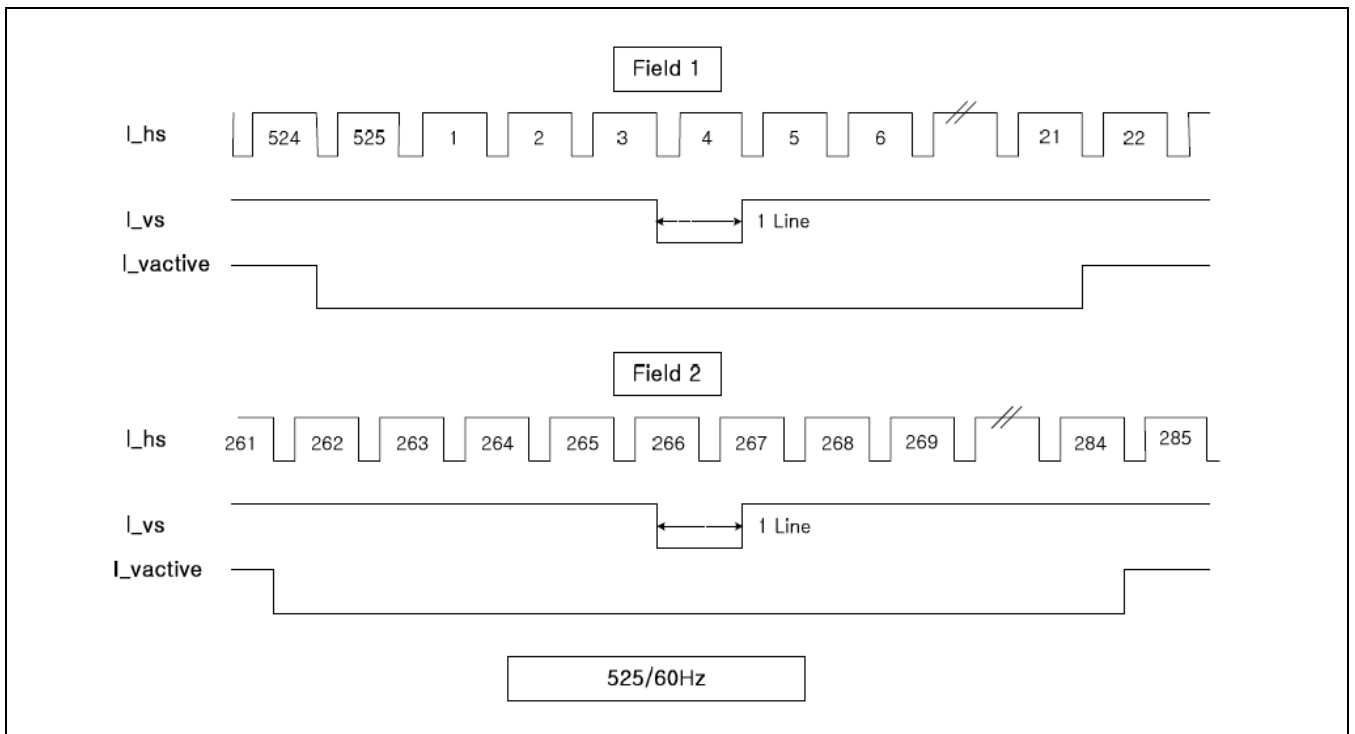 Field 1
I_hs 524 525 1 2 3 4 5 6 21 22
I_vs 1 Line
I_vactive
Field 2
I_hs 261 262 263 264 265 266 267 268 269 284 285
I_vs 1 Line
I_vactive
525/60Hz